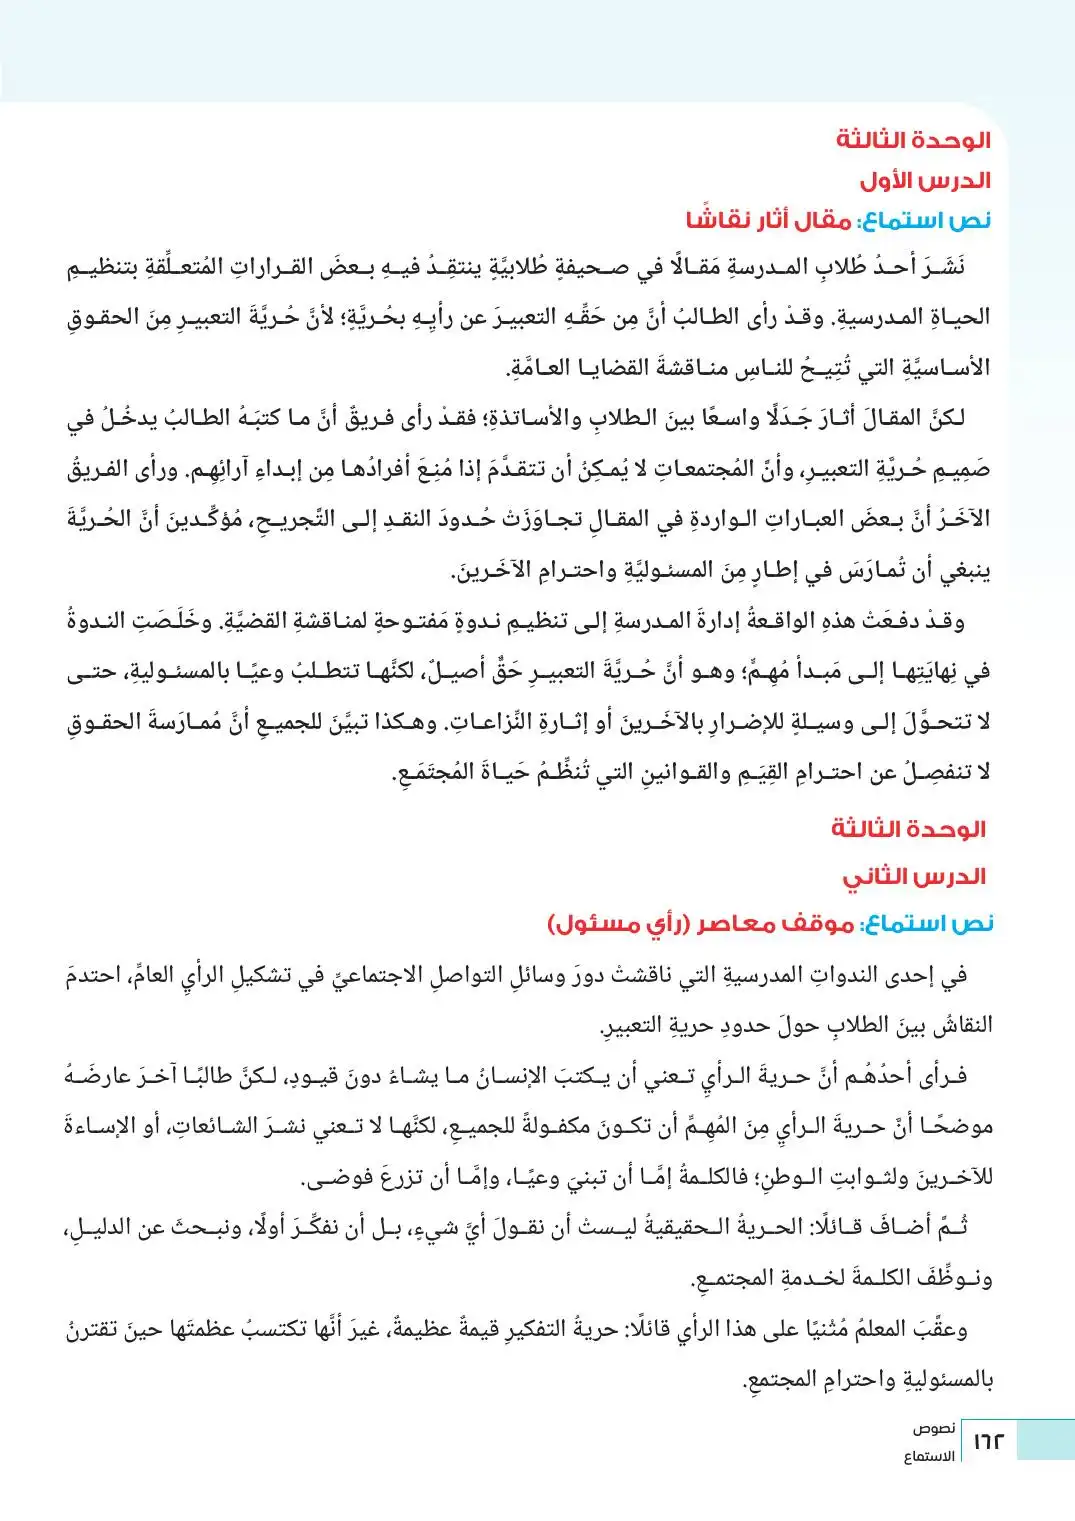 الوحدة الثالثة
الدرس الأول
نص استماع: مقال أثار نقاشًا
نَشَرَ أحدُ طُلابِ المدرسةِ مَقالًا في صحيفةٍ طُلابيَّةٍ ينتقِدُ فيهِ بعضَ القراراتِ المُتعلِّقةِ بتنظيمِ
الحياةِ المدرسيةِ. وقدْ رأى الطالبُ أنَّ مِن حَقِّهِ التعبيرَ عن رأيِهِ بحُريَّةٍ؛ لأنَّ حُريَّةَ التعبيرِ مِنَ الحقوقِ
الأساسيَّةِ التي تُتِيحُ للناسِ مناقشةَ القضايا العامَّةِ.
لكنَّ المقالَ أثارَ جَدَلًا واسعًا بينَ الطلابِ والأساتذةِ؛ فقدْ رأى فريقٌ أنَّ ما كتبَهُ الطالبُ يدخُلُ في
صَمِيمِ حُريَّةِ التعبيرِ، وأنَّ المُجتمعاتِ لا يُمكِنُ أن تتقدَّمَ إذا مُنِعَ أفرادُها مِن إبداءِ آرائِهِم. ورأى الفريقُ
الآخَرُ أنَّ بعضَ العباراتِ الواردةِ في المقالِ تجاوَزَتْ حُدودَ النقدِ إلى التَّجريحِ، مُؤكِّدينَ أنَّ الحُريَّةَ
ينبغي أن تُمارَسَ في إطارٍ مِنَ المسئوليَّةِ واحترامِ الآخَرينَ.
وقدْ دفعَتْ هذهِ الواقعةُ إدارةَ المدرسةِ إلى تنظيمِ ندوةٍ مَفتوحةٍ لمناقشةِ القضيَّةِ. وخَلَصَتِ الندوةُ
في نِهايَتِها إلى مَبدأ مُهِمٍّ؛ وهو أنَّ حُريَّةَ التعبيرِ حَقٌّ أصيلٌ، لكنَّها تتطلبُ وعيًا بالمسئوليةِ، حتى
لا تتحوَّلَ إلى وسيلةٍ للإضرارِ بالآخَرينَ أو إثارةِ النِّزاعاتِ. وهكذا تبيَّنَ للجميعِ أنَّ مُمارَسةَ الحقوقِ
لا تنفصِلُ عن احترامِ القِيَمِ والقوانينِ التي تُنظِّمُ حَياةَ المُجتَمَعِ.
الوحدة الثالثة
الدرس الثاني
نص استماع: موقف معاصر (رأي مسئول)
في إحدى الندواتِ المدرسيةِ التي ناقشتْ دورَ وسائلِ التواصلِ الاجتماعيِّ في تشكيلِ الرأيِ العامِّ، احتدمَ
النقاشُ بينَ الطلابِ حولَ حدودِ حريةِ التعبيرِ.
فرأى أحدُهُم أنَّ حريةَ الرأيِ تعني أن يكتبَ الإنسانُ ما يشاءُ دونَ قيودٍ، لكنَّ طالبًا آخرَ عارضَهُ
موضحًا أنَّ حريةَ الرأيِ مِنَ المُهِمِّ أن تكونَ مكفولةً للجميعِ، لكنَّها لا تعني نشرَ الشائعاتِ، أو الإساءةَ
للآخرينَ ولثوابتِ الوطنِ؛ فالكلمةُ إمَّا أن تبنيَ وعيًا، وإمَّا أن تزرعَ فوضى.
ثُمَّ أضافَ قائلًا: الحريةُ الحقيقيةُ ليستْ أن نقولَ أيَّ شيءٍ، بل أن نفكِّرَ أولًا، ونبحثَ عن الدليلِ،
ونوظِّفَ الكلمةَ لخدمةِ المجتمعِ.
وعقَّبَ المعلمُ مُثنيًا على هذا الرأي قائلًا: حريةُ التفكيرِ قيمةٌ عظيمةٌ، غيرَ أنَّها تكتسبُ عظمتَها حينَ تقترنُ
بالمسئوليةِ واحترامِ المجتمعِ.
نصوص
الاستماع
١٦٢